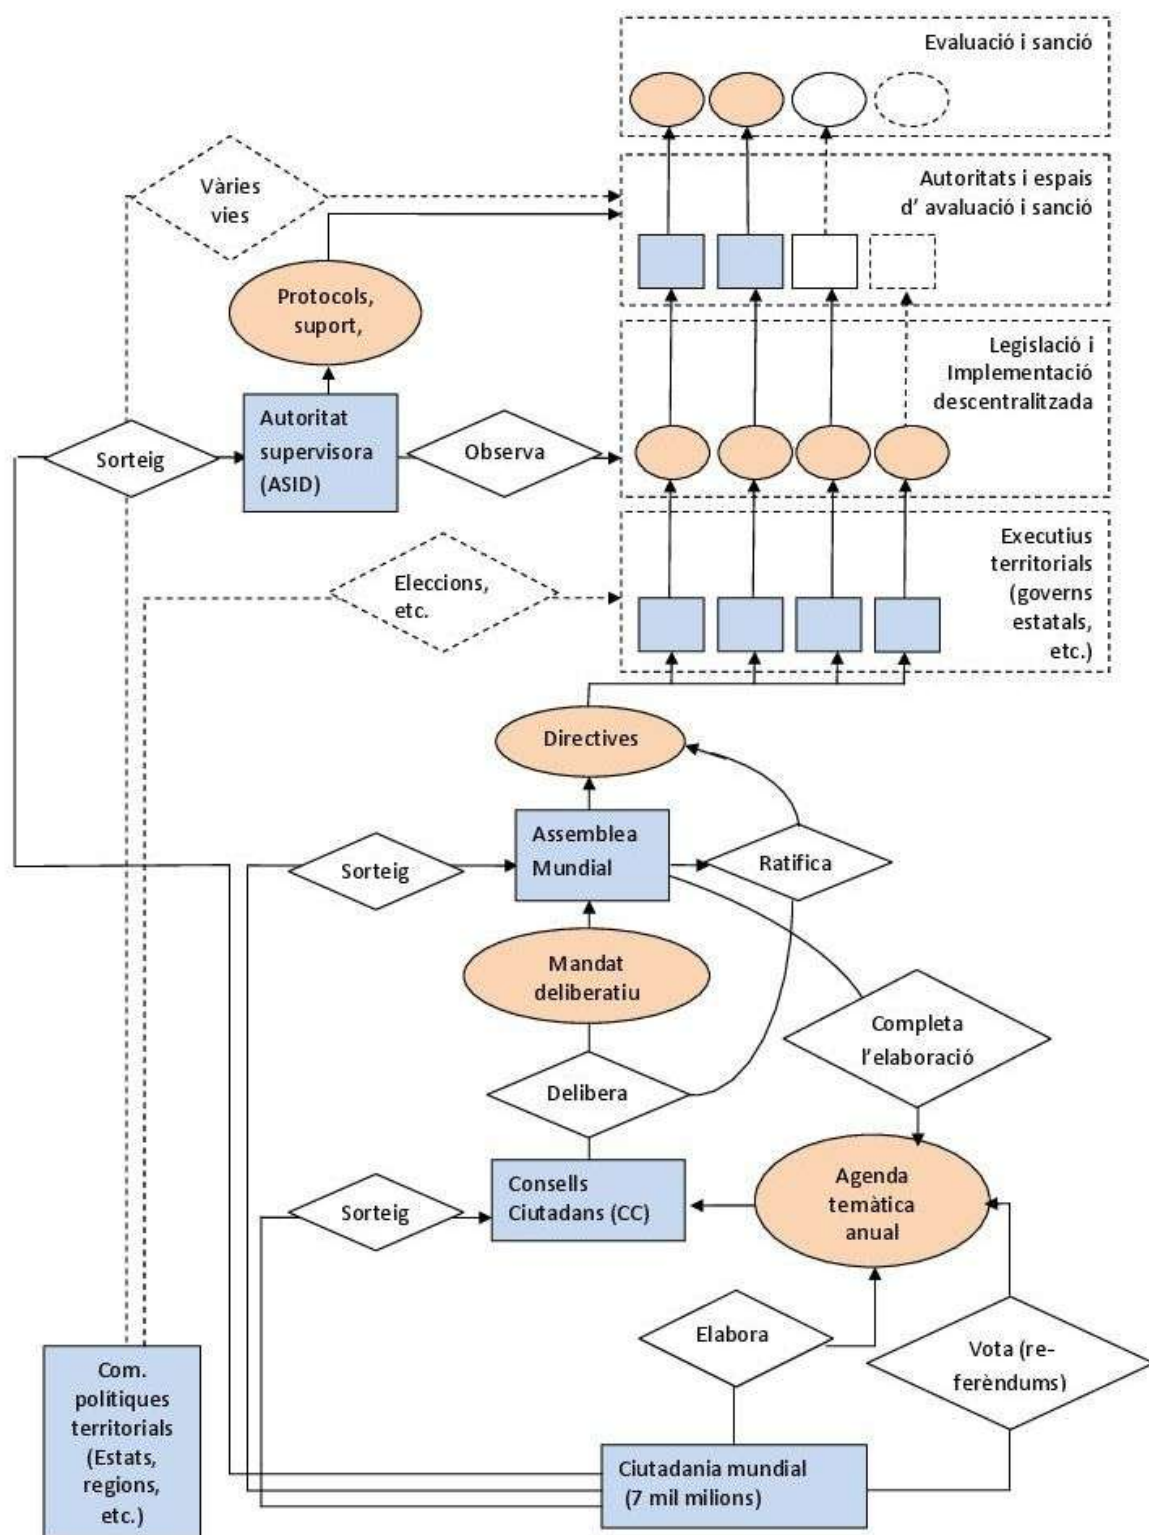 Evaluació i sanció
Autoritats i espais
d' avaluació i sanció
Vàries
vies
Protocols,
suport,
Legislació i
Implementació
descentralitzada
Sorteig
Autoritat
supervisora
(ASID)
Observa
Executius
territorials
(governs
estatals,
etc.)
Eleccions,
etc.
Directives
Sorteig
Assemblea
Mundial
Ratifica
Mandat
deliberatiu
Completa
l'elaboració
Delibera
Sorteig
Consells
Ciutadans (CC)
Agenda
temàtica
anual
Elabora
Vota (re-
ferèndums)
Com.
polítiques
territorials
(Estats,
regions,
etc.)
Ciutadania mundial
(7 mil milions)